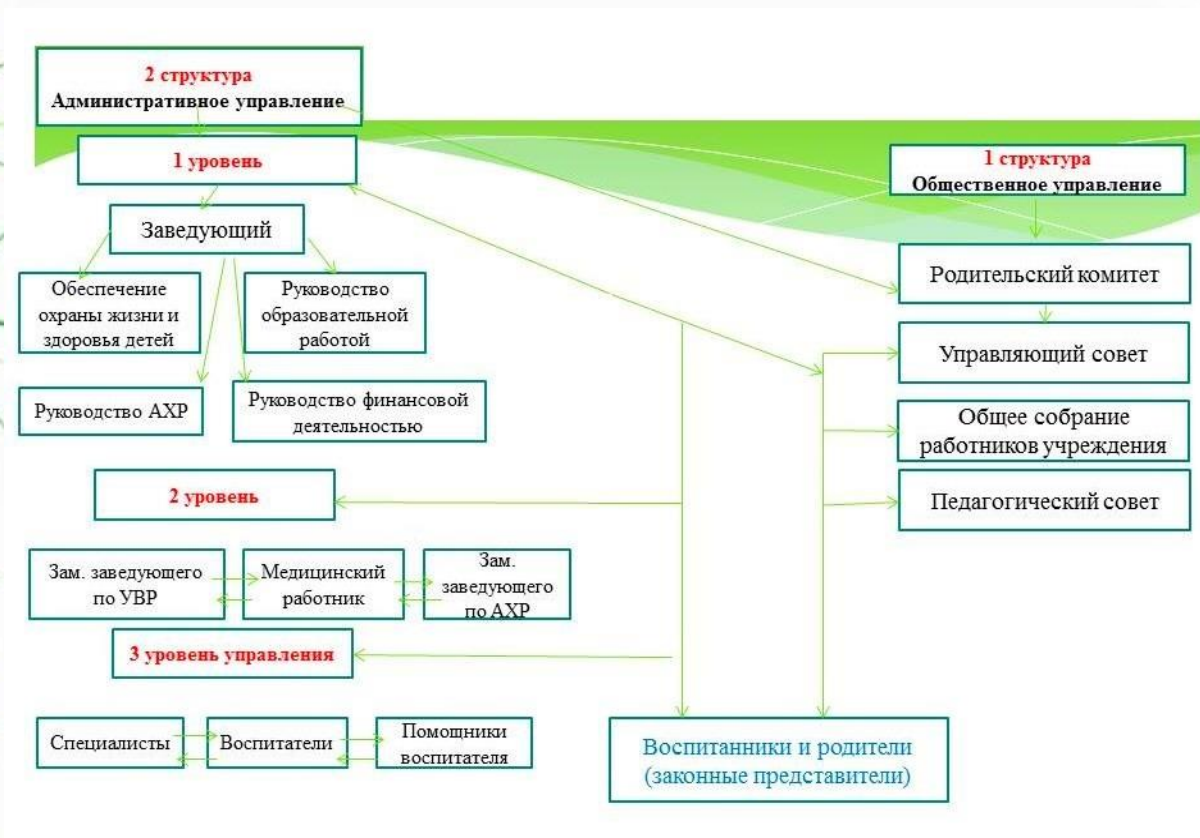 2 структура
Административное управление
1 уровень
1 структура
Общественное управление
Заведующий
Родительский комитет
Обеспечение
охраны жизни и
здоровья детей
Руководство
образовательной
работой
Управляющий совет
Руководство АХР
Руководство финансовой
деятельностью
Общее собрание
работников учреждения
2 уровень
Педагогический совет
Зам. заведующего
по УВР
Медицинский
работник
Зам.
заведующего
по АХР
3 уровень управления
Специалисты
Воспитатели
Помощники
воспитателя
Воспитанники и родители
(законные представители)